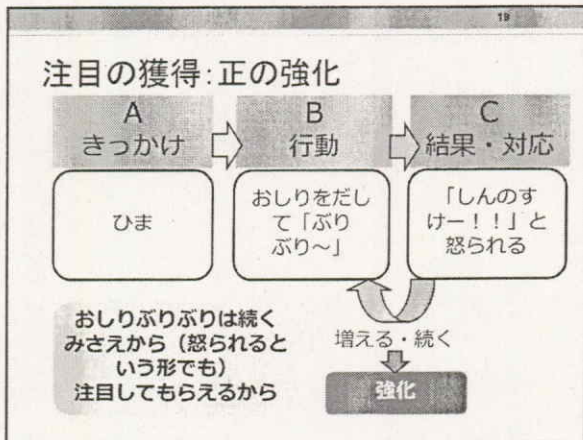 19
注目の獲得:正の強化
A
きっかけ
B
行動
C
結果・対応
ひま
おしりをだし
て「ぶり
ぶり～」
「しんのす
けー！！」と
怒られる
おしりぶりぶりは続く
みさえから（怒られると
いう形でも）
注目してもらえるから
増える・続く
強化